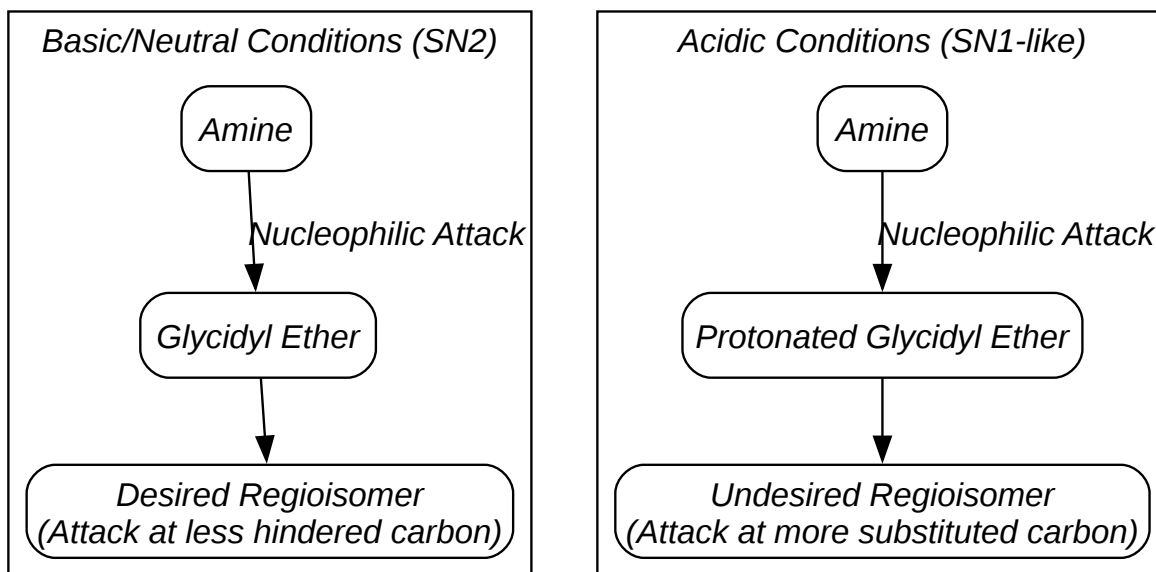 Basic/Neutral Conditions (SN2)
Amine
Nucleophilic Attack
Glycidyl Ether
Desired Regioisomer
(Attack at less hindered carbon)
Acidic Conditions (SN1-like)
Amine
Nucleophilic Attack
Protonated Glycidyl Ether
Undesired Regioisomer
(Attack at more substituted carbon)